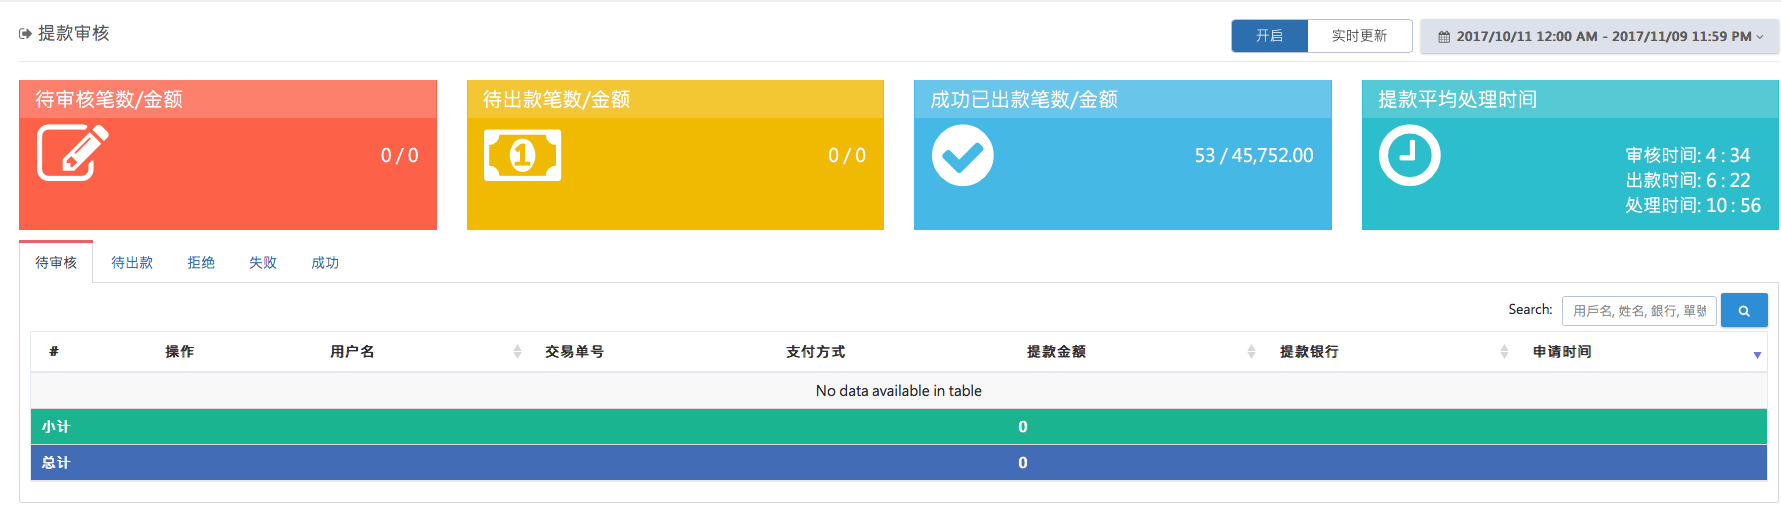 提款审核
开启 实时更新 2017/10/11 12:00 AM - 2017/11/09 11:59 PM
待审核笔数/金额
0 / 0
待出款笔数/金额
1
0 / 0
成功已出款笔数/金额
53 / 45,752.00
提款平均处理时间
审核时间: 4 : 34
出款时间: 6 : 22
处理时间: 10 : 56
待审核 待出款 拒绝 失败 成功
Search: 用戶名, 姓名, 銀行, 單號
# 操作 用户名 交易单号 支付方式 提款金额 提款银行 申请时间
No data available in table
小计 0
总计 0